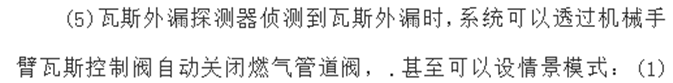 (5)瓦斯外漏探测器侦测到瓦斯外漏时,系统可以透过机械手
臂瓦斯控制阀自动关闭燃气管道阀，.甚至可以设情景模式：(1)